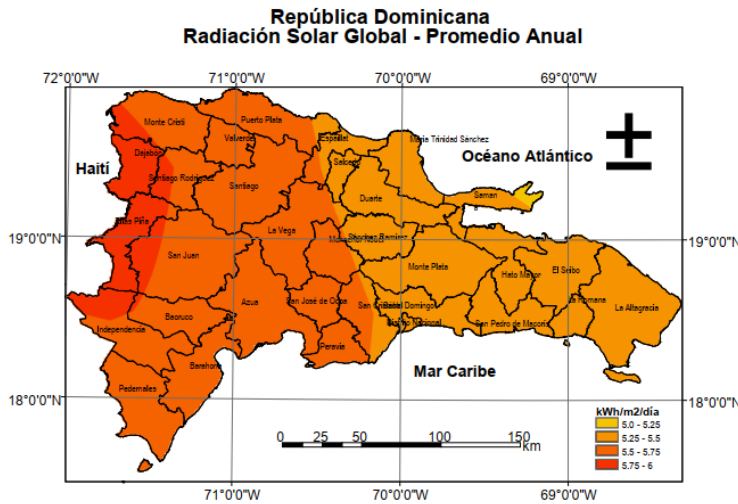 República Dominicana
Radiación Solar Global - Promedio Anual
72°0'0"W 71°0'0"W 70°0'0"W 69°0'0"W
Monte Cristi
Puerto Plata
Valverde
Espaillat
María Trinidad Sánchez
Dajabon
Salcedo
Océano Atlántico
Haití
Santiago Rodríguez
Santiago
Duarte
Saman
Elías Piña
La Vega
Monseñor Nouel
Sánchez Ramírez
19°0'0"N 19°0'0"N
San Juan
Monte Plata
Hato Mayor
El Seibo
Azua
San José de Ocoa
San Cristóbal
Domingo
La Romana
La Altagracia
Baoruco
Nacional
San Pedro de Macorís
Independencia
Peravia
Barahona
Mar Caribe
Pedernales
18°0'0"N 18°0'0"N
kWh/m2/día
5.0 - 5.25
5.25 - 5.5
5.5 - 5.75
5.75 - 6
0 25 50 100 150
km
71°0'0"W 70°0'0"W 69°0'0"W